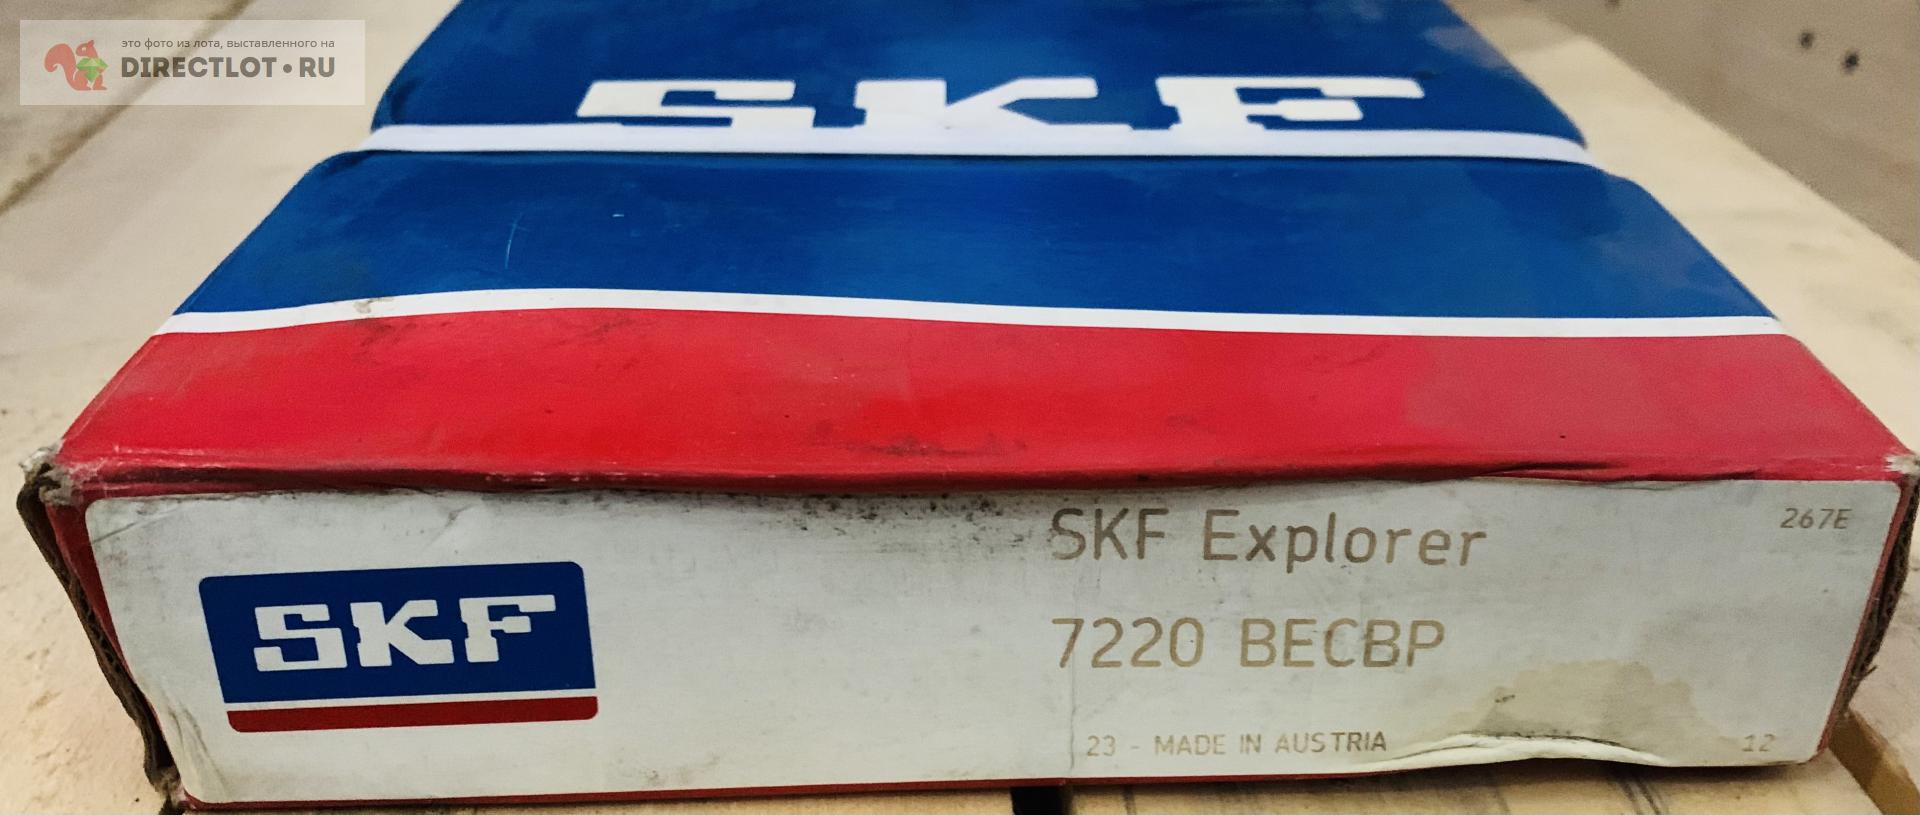 это фото из лота, выставленного на
DIRECTLOT•RU
SKF
SKF Explorer
267E
7220 BECBP
SKF
23 - MADE IN AUSTRIA
12